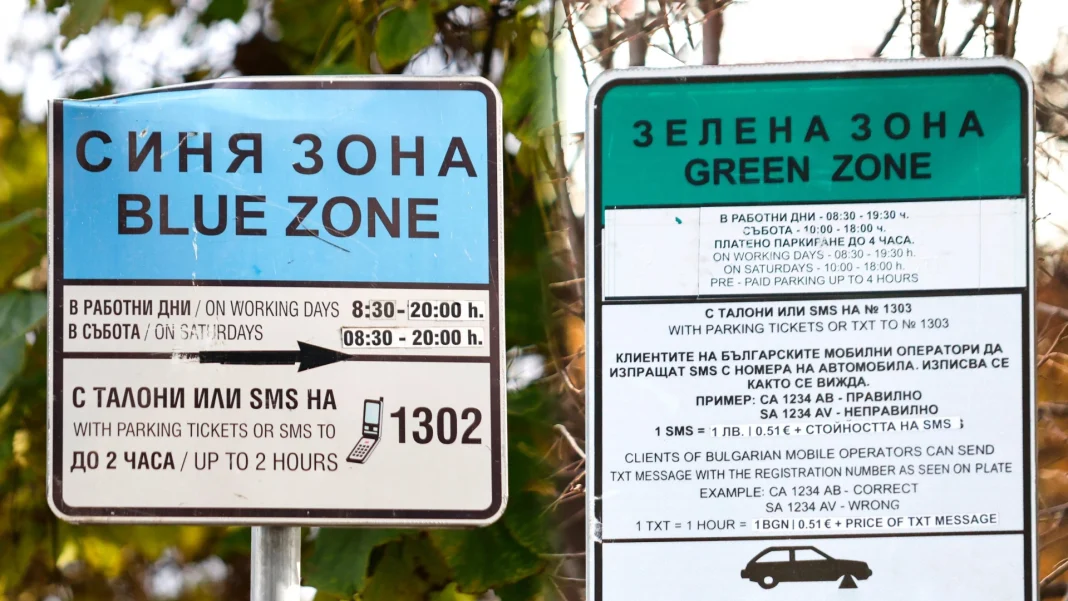 СИНЯ ЗОНА
BLUE ZONE
В РАБОТНИ ДНИ / ON WORKING DAYS 8:30- 20:00 h.
В СЪБОТА / ON SATURDAYS 08:30 - 20:00 h.
С ТАЛОНИ ИЛИ SMS НА
WITH PARKING TICKETS OR SMS TO
1302
ДО 2 ЧАСА / UP TO 2 HOURS
ЗЕЛЕНА ЗОНА
GREEN ZONE
В РАБОТНИ ДНИ - 08:30 - 19:30 ч.
СЪБОТА - 10:00 - 18:00 ч.
ПЛАТЕНО ПАРКИРАНЕ ДО 4 ЧАСА.
ON WORKING DAYS - 08:30 - 19:30 h.
ON SATURDAYS - 10:00 - 18:00 h.
PRE - PAID PARKING UP TO 4 HOURS
С ТАЛОНИ ИЛИ SMS НА № 1303
WITH PARKING TICKETS OR TXT TO № 1303
КЛИЕНТИТЕ НА БЪЛГАРСКИТЕ МОБИЛНИ ОПЕРАТОРИ ДА
ИЗПРАЩАТ SMS С НОМЕРА НА АВТОМОБИЛА. ИЗПИСВА СЕ
КАКТО СЕ ВИЖДА.
ПРИМЕР: CA 1234 AB - ПРАВИЛНО
SA 1234 AV - НЕПРАВИЛНО
1 SMS = 1 ЛВ. | 0.51 € + СТОЙНОСТТА НА SMS
CLIENTS OF BULGARIAN MOBILE OPERATORS CAN SEND
TXT MESSAGE WITH THE REGISTRATION NUMBER AS SEEN ON PLATE
EXAMPLE: CA 1234 AB - CORRECT
SA 1234 AV - WRONG
1 TXT = 1 HOUR = 1 BGN | 0.51 € + PRICE OF TXT MESSAGE